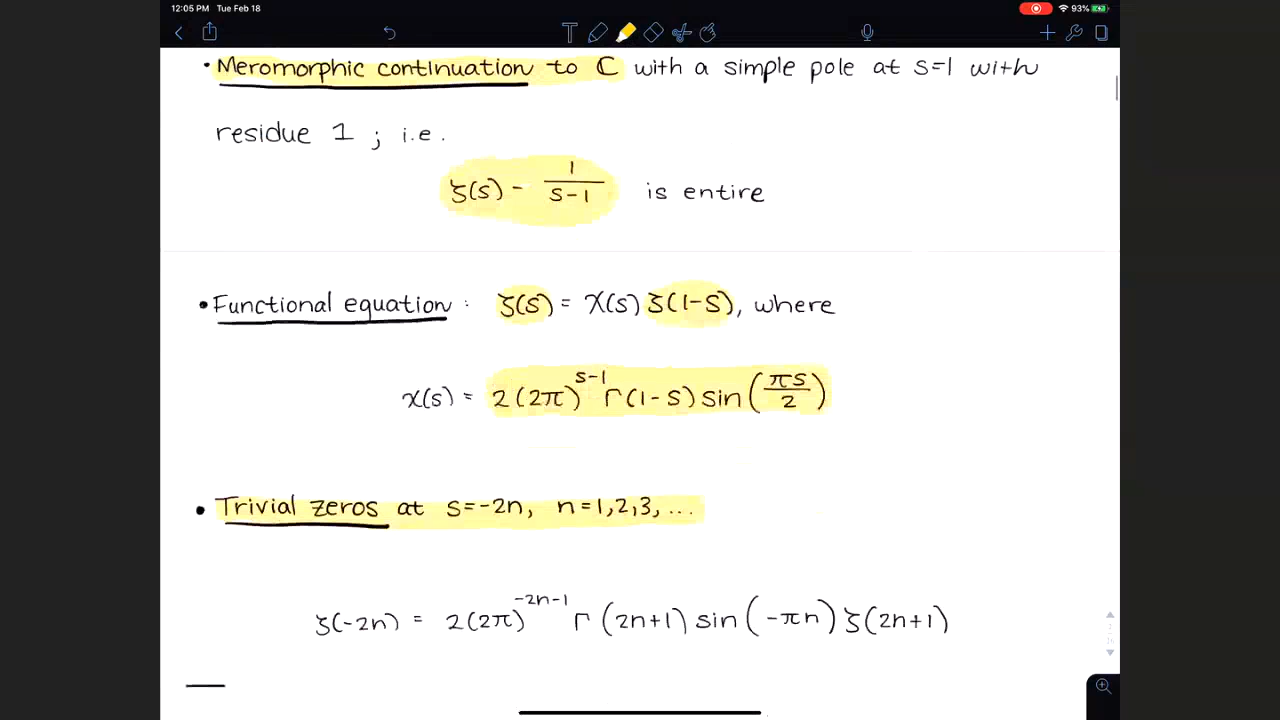 12:05 PM Tue Feb 18
93%
• Meromorphic continuation to ℂ with a simple pole at s=1 with
residue 1 ; i.e.
ζ(s) - 1/(s-1) is entire
• Functional equation : ζ(s) = χ(s) ζ(1-s), where
χ(s) = 2(2π)^(s-1) Γ(1-s) sin(πs/2)
• Trivial zeros at s=-2n, n=1,2,3,...
ζ(-2n) = 2(2π)^(-2n-1) Γ(2n+1) sin(-πn) ζ(2n+1)